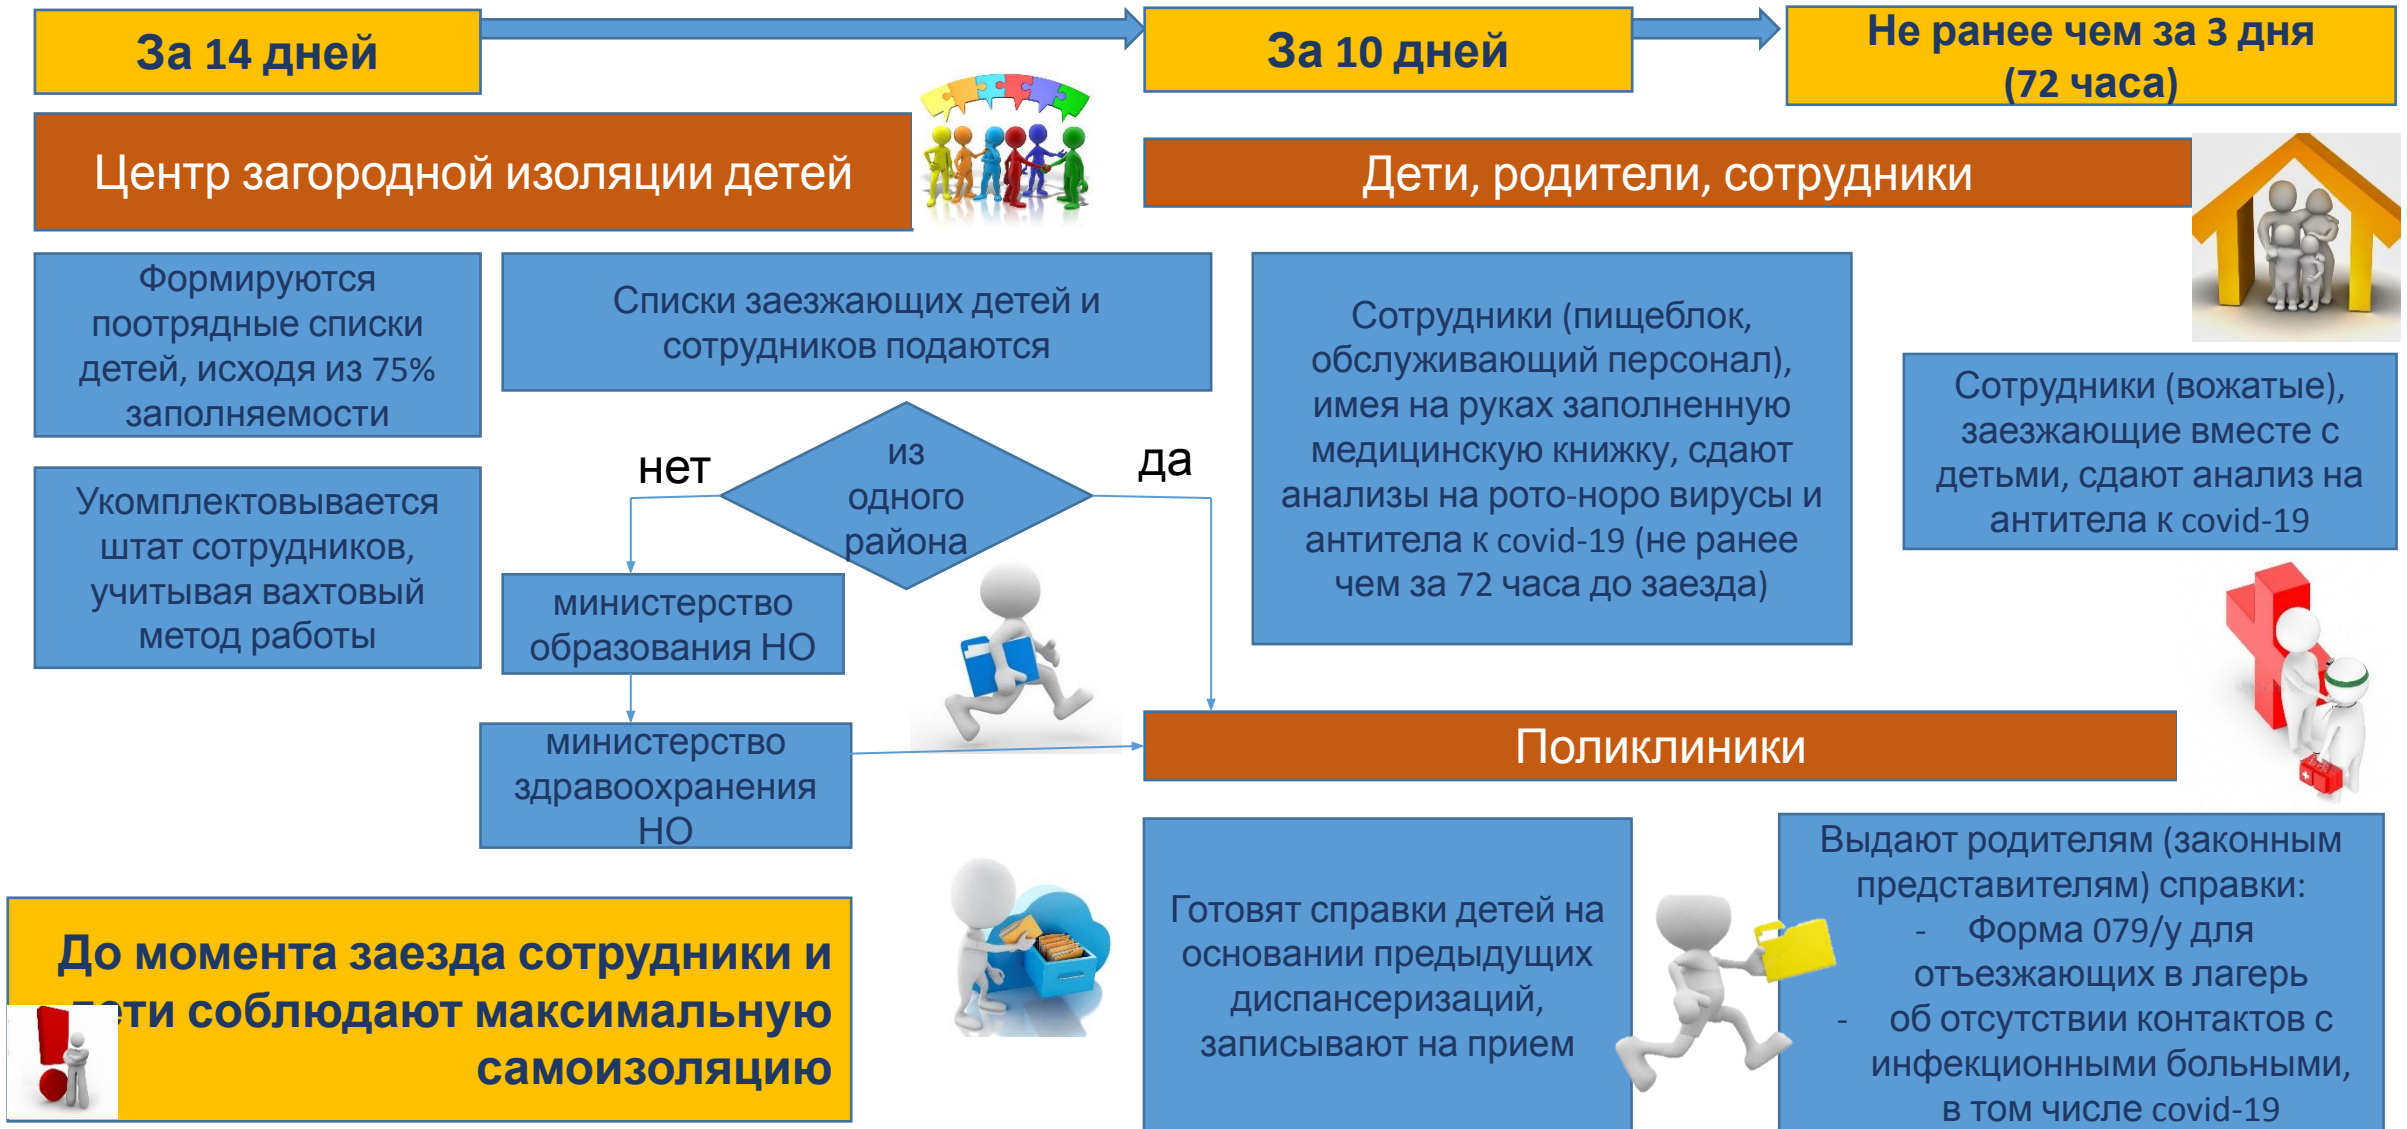 За 14 дней
За 10 дней
Не ранее чем за 3 дня
(72 часа)
Центр загородной изоляции детей
Дети, родители, сотрудники
Формируются
поотрядные списки
детей, исходя из 75%
заполняемости
Списки заезжающих детей и
сотрудников подаются
Сотрудники (пищеблок,
обслуживающий персонал),
имея на руках заполненную
медицинскую книжку, сдают
анализы на рото-норо вирусы и
антитела к covid-19 (не ранее
чем за 72 часа до заезда)
Сотрудники (вожатые),
заезжающие вместе с
детьми, сдают анализ на
антитела к covid-19
нет
из
одного
района
да
Укомплектовывается
штат сотрудников,
учитывая вахтовый
метод работы
министерство
образования НО
министерство
здравоохранения
НО
Поликлиники
До момента заезда сотрудники и
дети соблюдают максимальную
самоизоляцию
Готовят справки детей на
основании предыдущих
диспансеризаций,
записывают на прием
Выдают родителям (законным
представителям) справки:
- Форма 079/у для
отъезжающих в лагерь
- об отсутствии контактов с
инфекционными больными,
в том числе covid-19